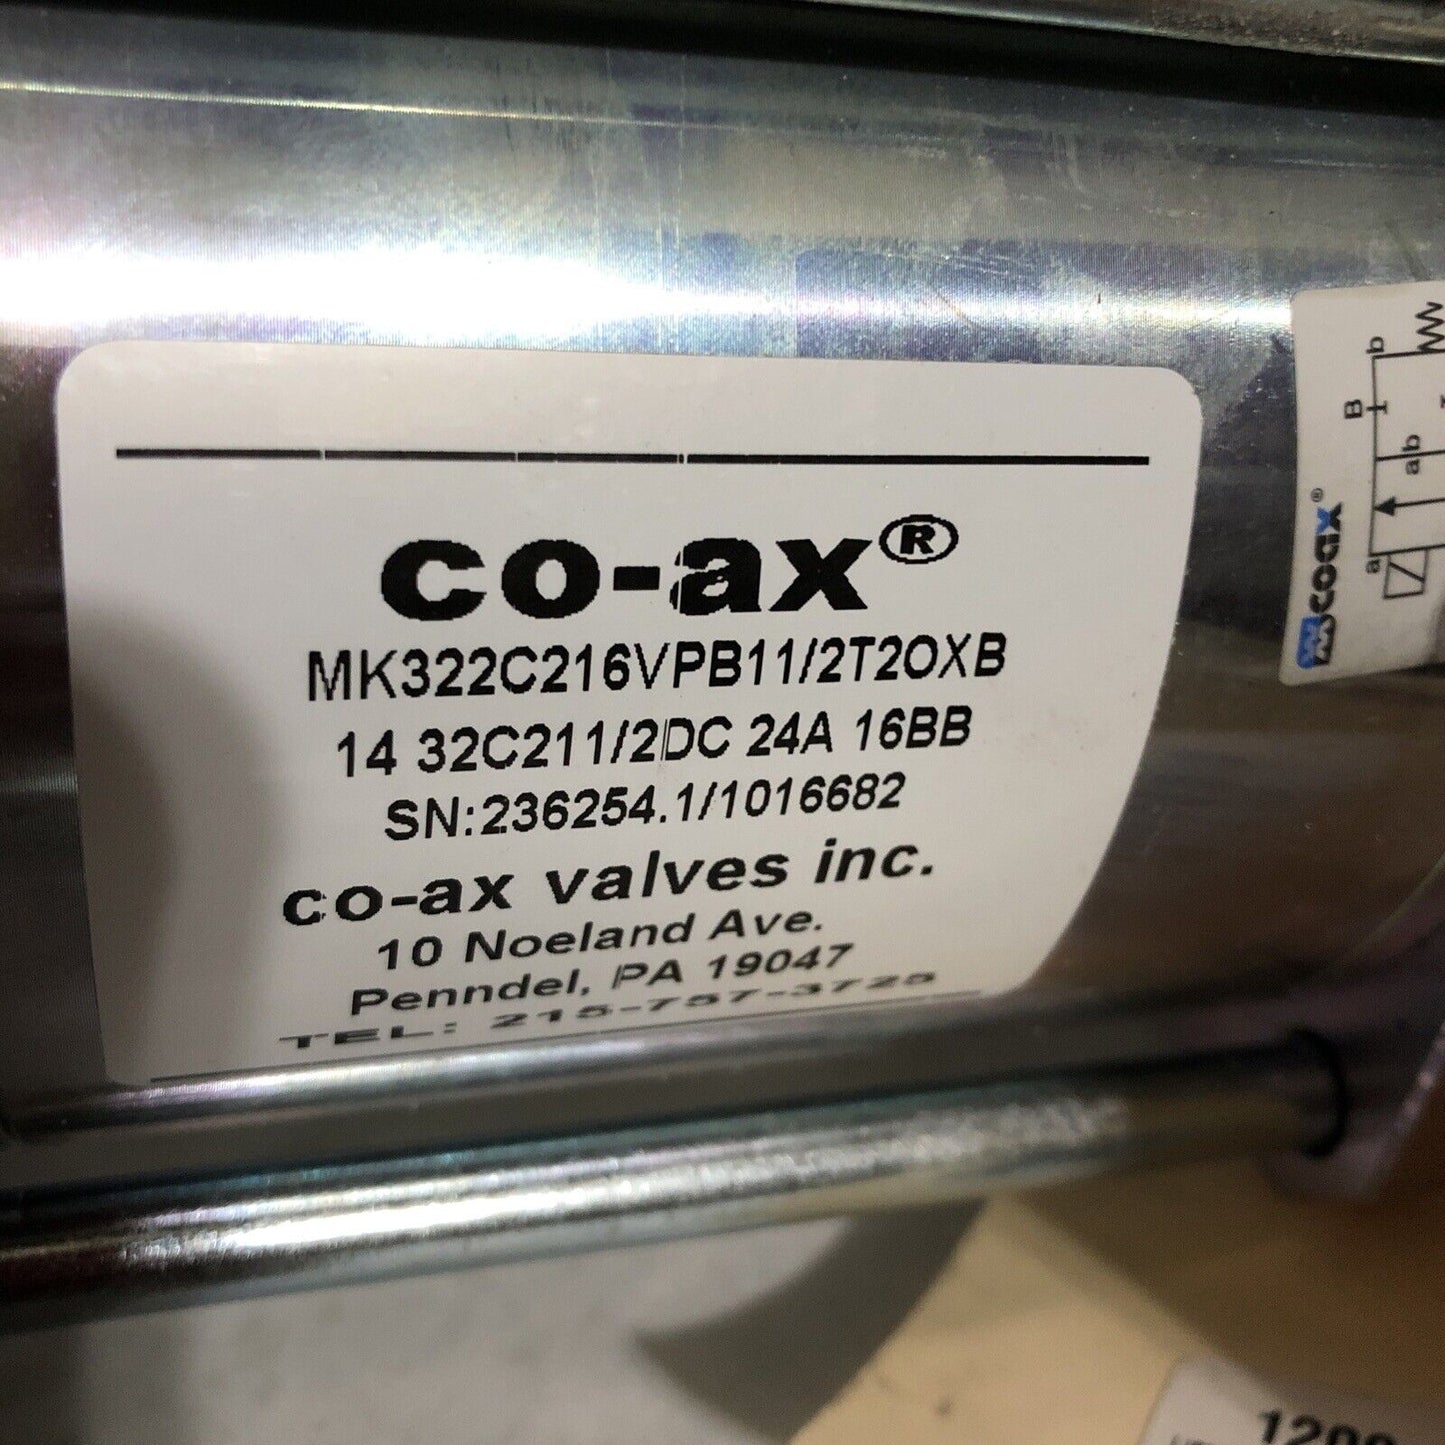 co-ax®
MK322C216VPB11/2T2OXB
14 32C211/2DC 24A 16BB
SN:236254.1/1016682
co-ax valves inc.
10 Noeland Ave.
Penndel, PA 19047
TEL: 215-757-3725
coax®
a
B
b
a b